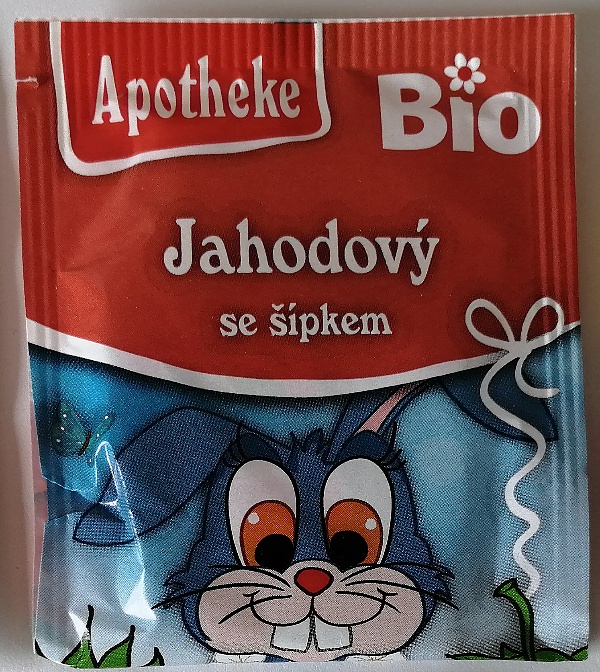 Apotheke
Bio
Jahodový
se šípkem